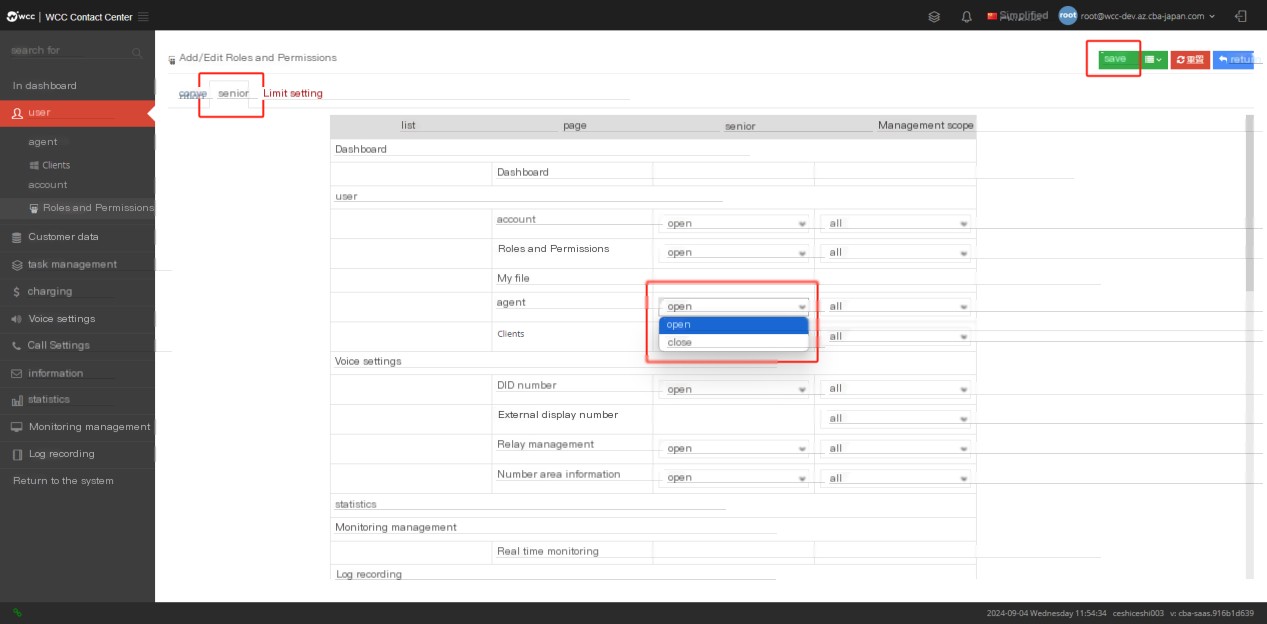 wcc | WCC Contact Center
Simplified
root root@wcc-dev.az.cba-japan.com
search for
Add/Edit Roles and Permissions
save
重置
return
In dashboard
senior
Limit setting
user
agent
Clients
account
Roles and Permissions
Customer data
task management
charging
Voice settings
Call Settings
information
statistics
Monitoring management
Log recording
Return to the system
list page senior Management scope
Dashboard
Dashboard
user
account open all
Roles and Permissions open all
My file
agent open all
open
close
Clients all
Voice settings
DID number open all
External display number all
Relay management open all
Number area information open all
statistics
Monitoring management
Real time monitoring
Log recording
2024-09-04 Wednesday 11:54:34 ceshiceshi003 v: cba-saas.916b1d639